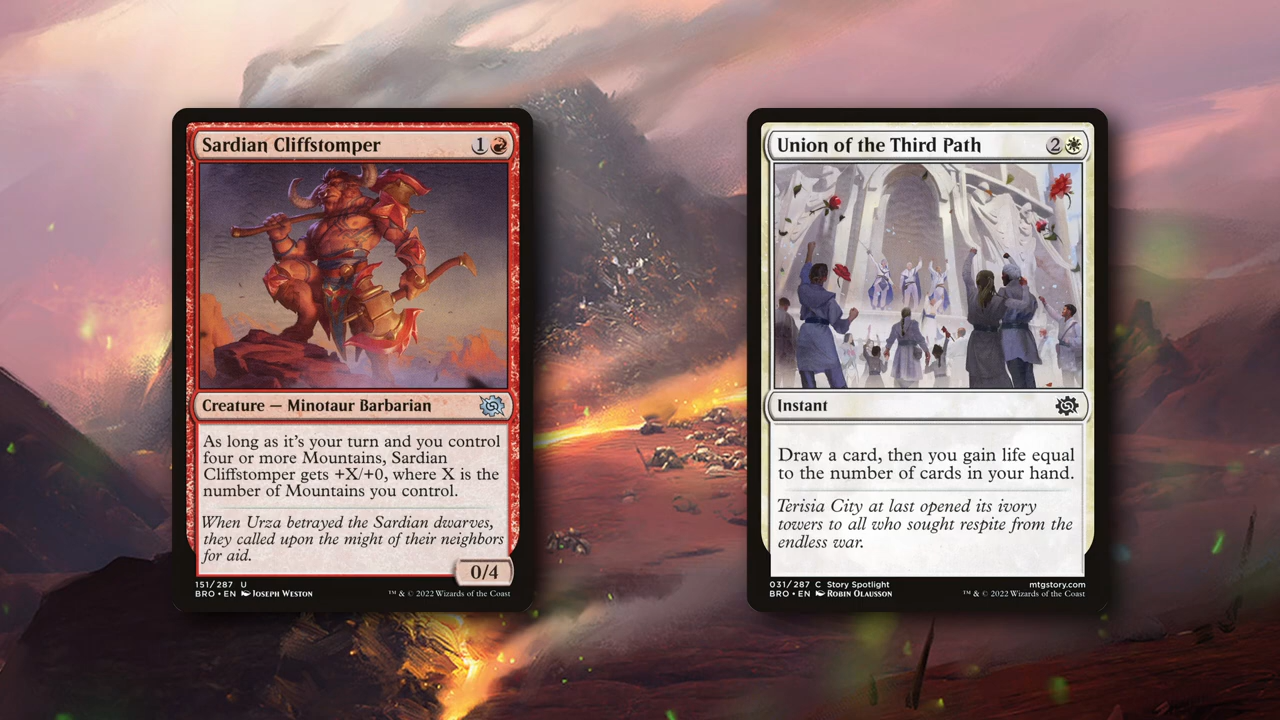 Sardian Cliffstomper 1
Creature — Minotaur Barbarian
As long as it's your turn and you control
four or more Mountains, Sardian
Cliffstomper gets +X/+0, where X is the
number of Mountains you control.
When Urza betrayed the Sardian dwarves,
they called upon the might of their neighbors
for aid.
0/4
151/287 U
BRO • EN Joseph Weston ™ & © 2022 Wizards of the Coast
Union of the Third Path 2
Instant
Draw a card, then you gain life equal
to the number of cards in your hand.
Terisia City at last opened its ivory
towers to all who sought respite from the
endless war.
031/287 C Story Spotlight mtgstory.com
BRO • EN Robin Olausson ™ & © 2022 Wizards of the Coast